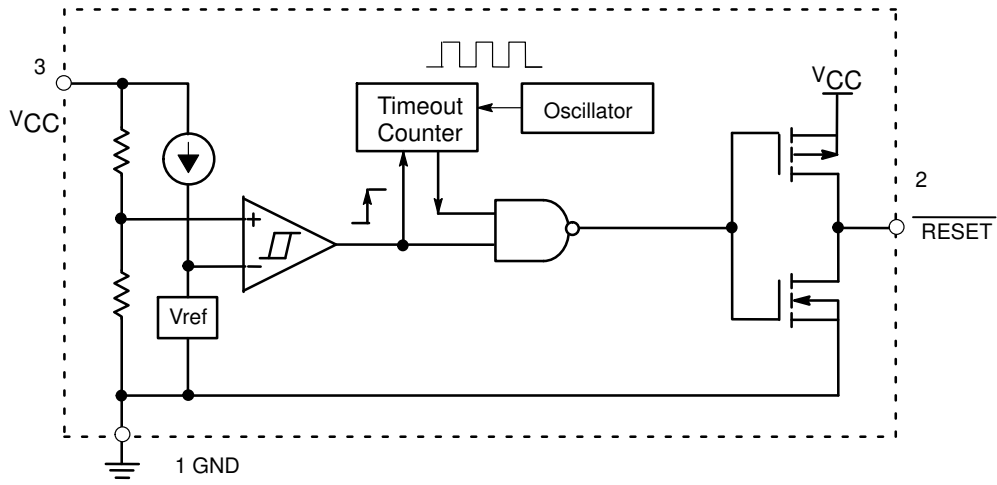 3
VCC
Timeout
Counter
Oscillator
VCC
2
RESET
+
−
Vref
1 GND